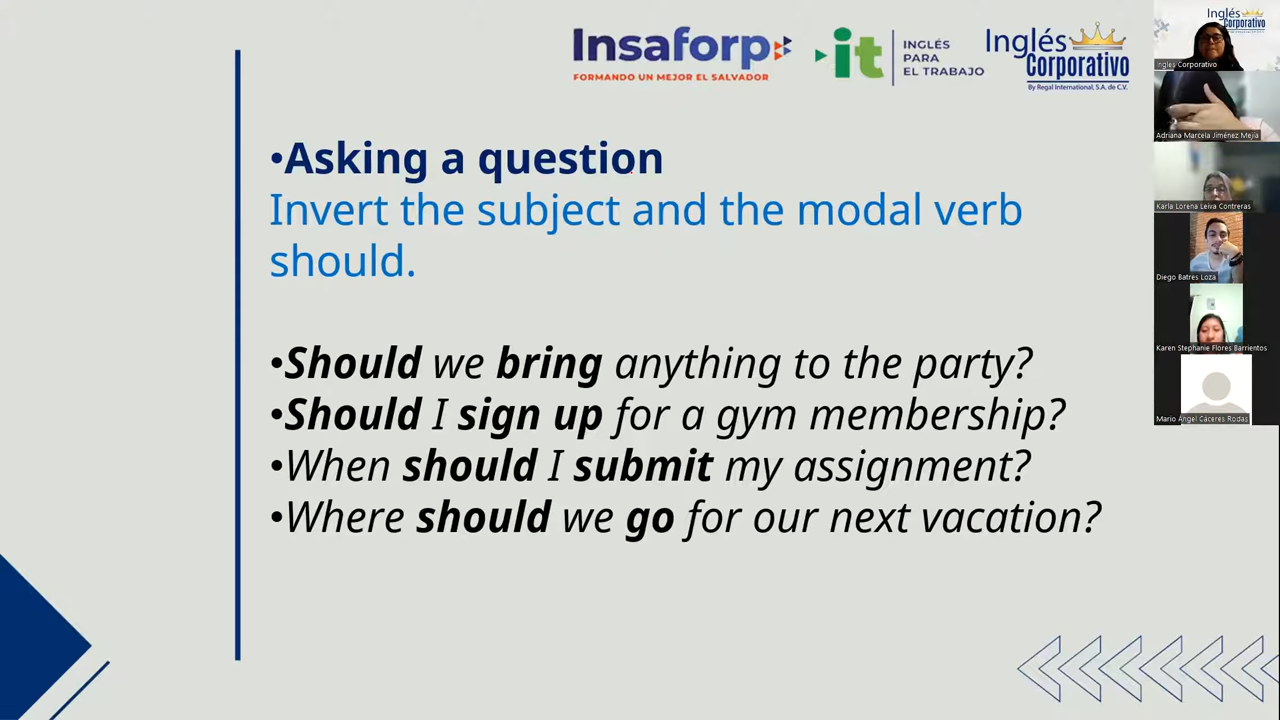 Insaforp
FORMANDO UN MEJOR EL SALVADOR
it
INGLÉS
PARA
EL TRABAJO
Inglés
Corporativo
By Regal International, S.A. de C.V.
•Asking a question
Invert the subject and the modal verb
should.
•Should we bring anything to the party?
•Should I sign up for a gym membership?
•When should I submit my assignment?
•Where should we go for our next vacation?
Inglés
Corporativo
Ingles Corporativo
Adriana Marcela Jiménez Mejía
Karla Lorena Leiva Contreras
Diego Batres Loza
Karen Stephanie Flores Barrientos
Mario Ángel Cáceres Rodas